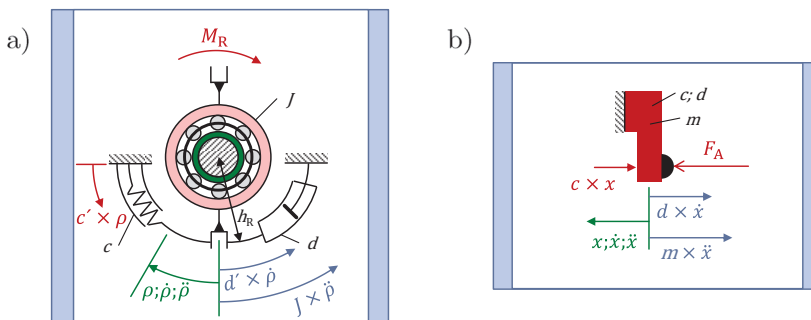 a)
M_R
J
c′ × ρ
c
h_R
d
ρ;ρ̇;ρ̈
d′ × ρ̇
J × ρ̈
b)
c; d
m
F_A
c × x
d × ẋ
x;ẋ;ẍ
m × ẍ